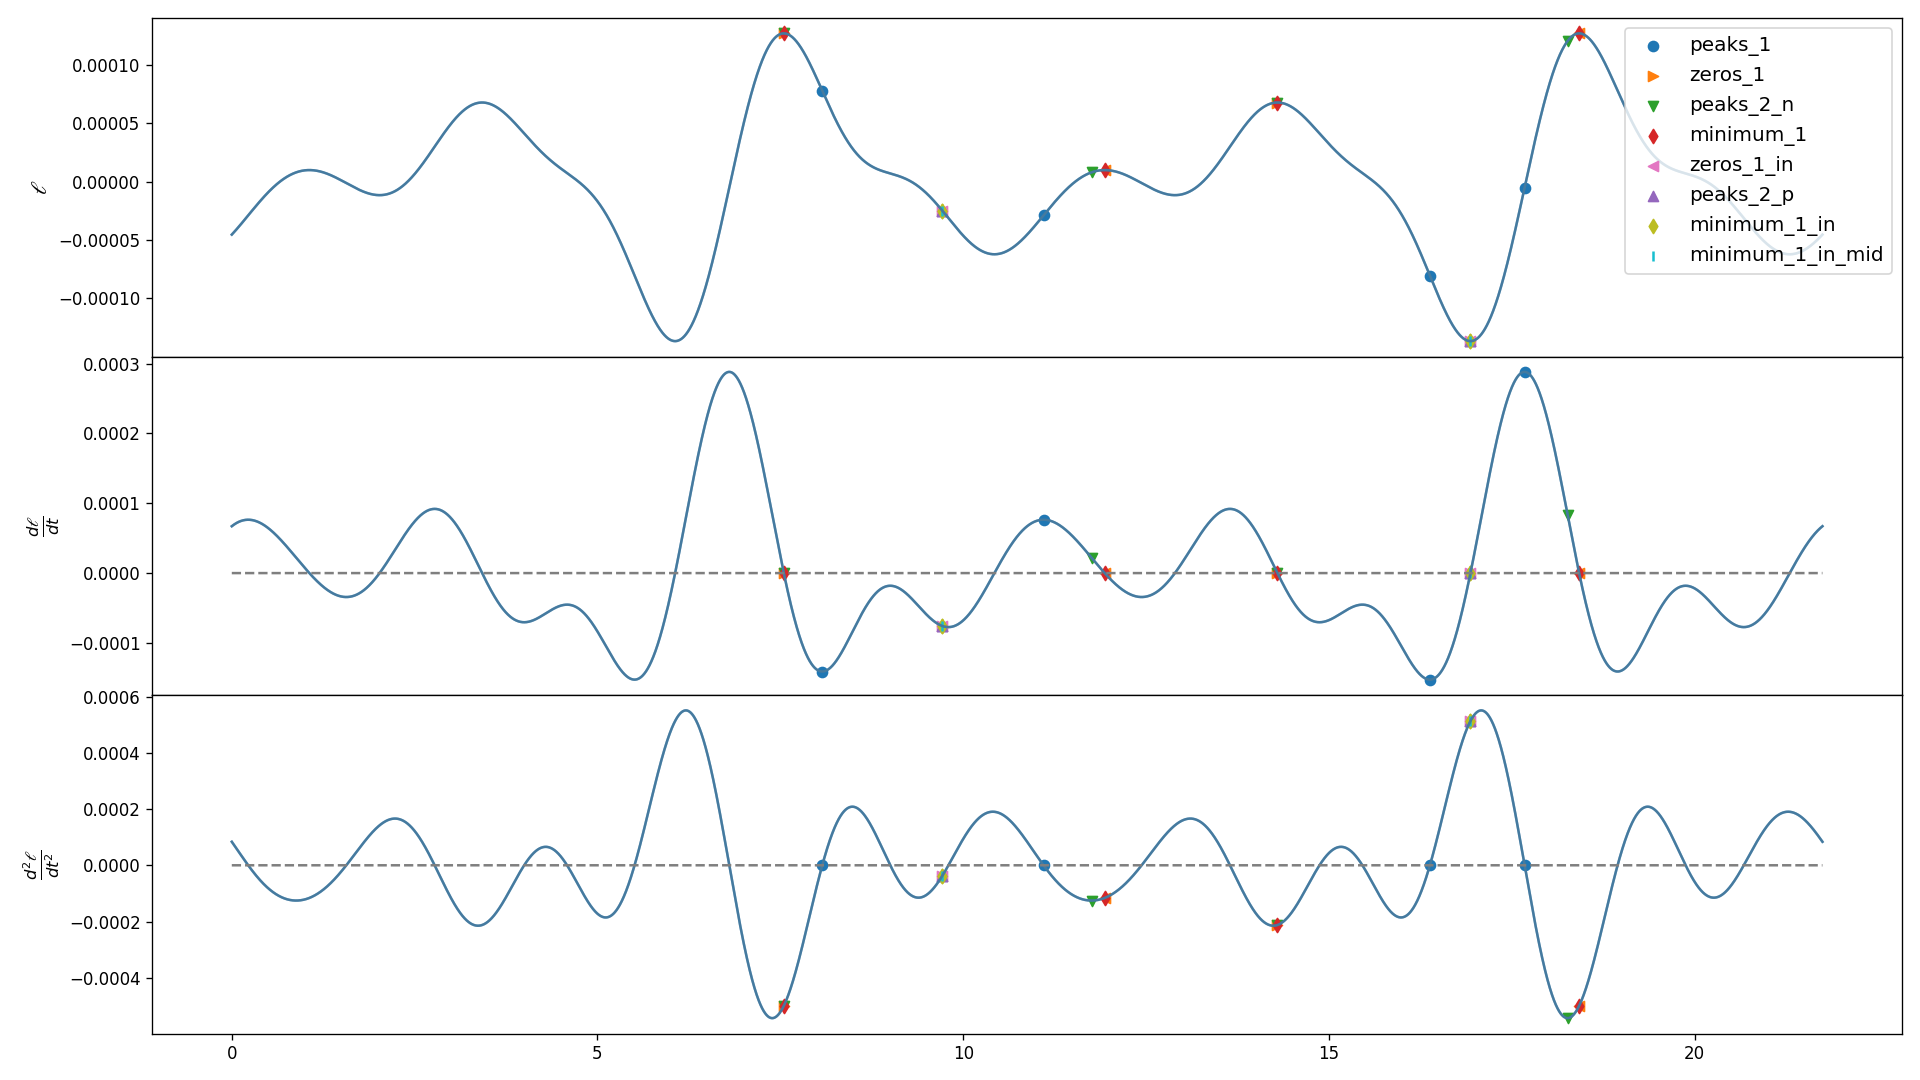 0.00010
0.00005
0.00000
−0.00005
−0.00010
ℓ
peaks_1
zeros_1
peaks_2_n
minimum_1
zeros_1_in
peaks_2_p
minimum_1_in
minimum_1_in_mid
0.0003
0.0002
0.0001
0.0000
−0.0001
dℓ
dt
0.0006
0.0004
0.0002
0.0000
−0.0002
−0.0004
d²ℓ
dt²
0 5 10 15 20